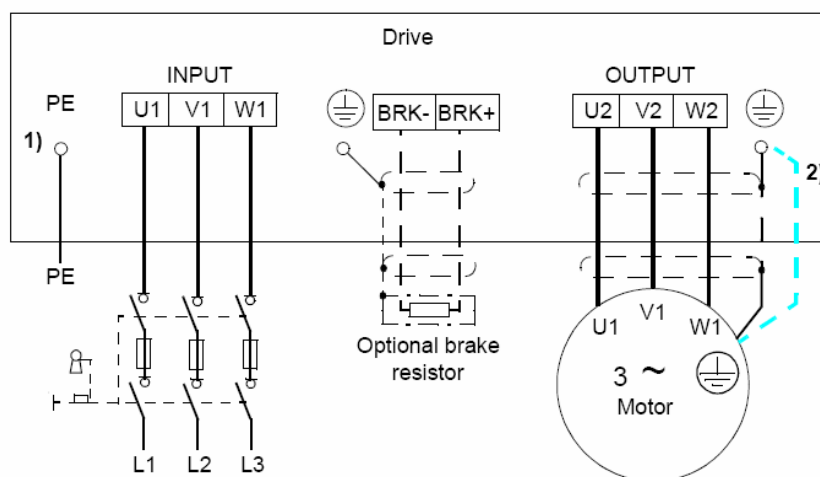 Drive
INPUT
OUTPUT
PE
U1 V1 W1
BRK- BRK+
U2 V2 W2
1)
2)
PE
U1 V1 W1
Optional brake
resistor
3 ~
Motor
L1 L2 L3